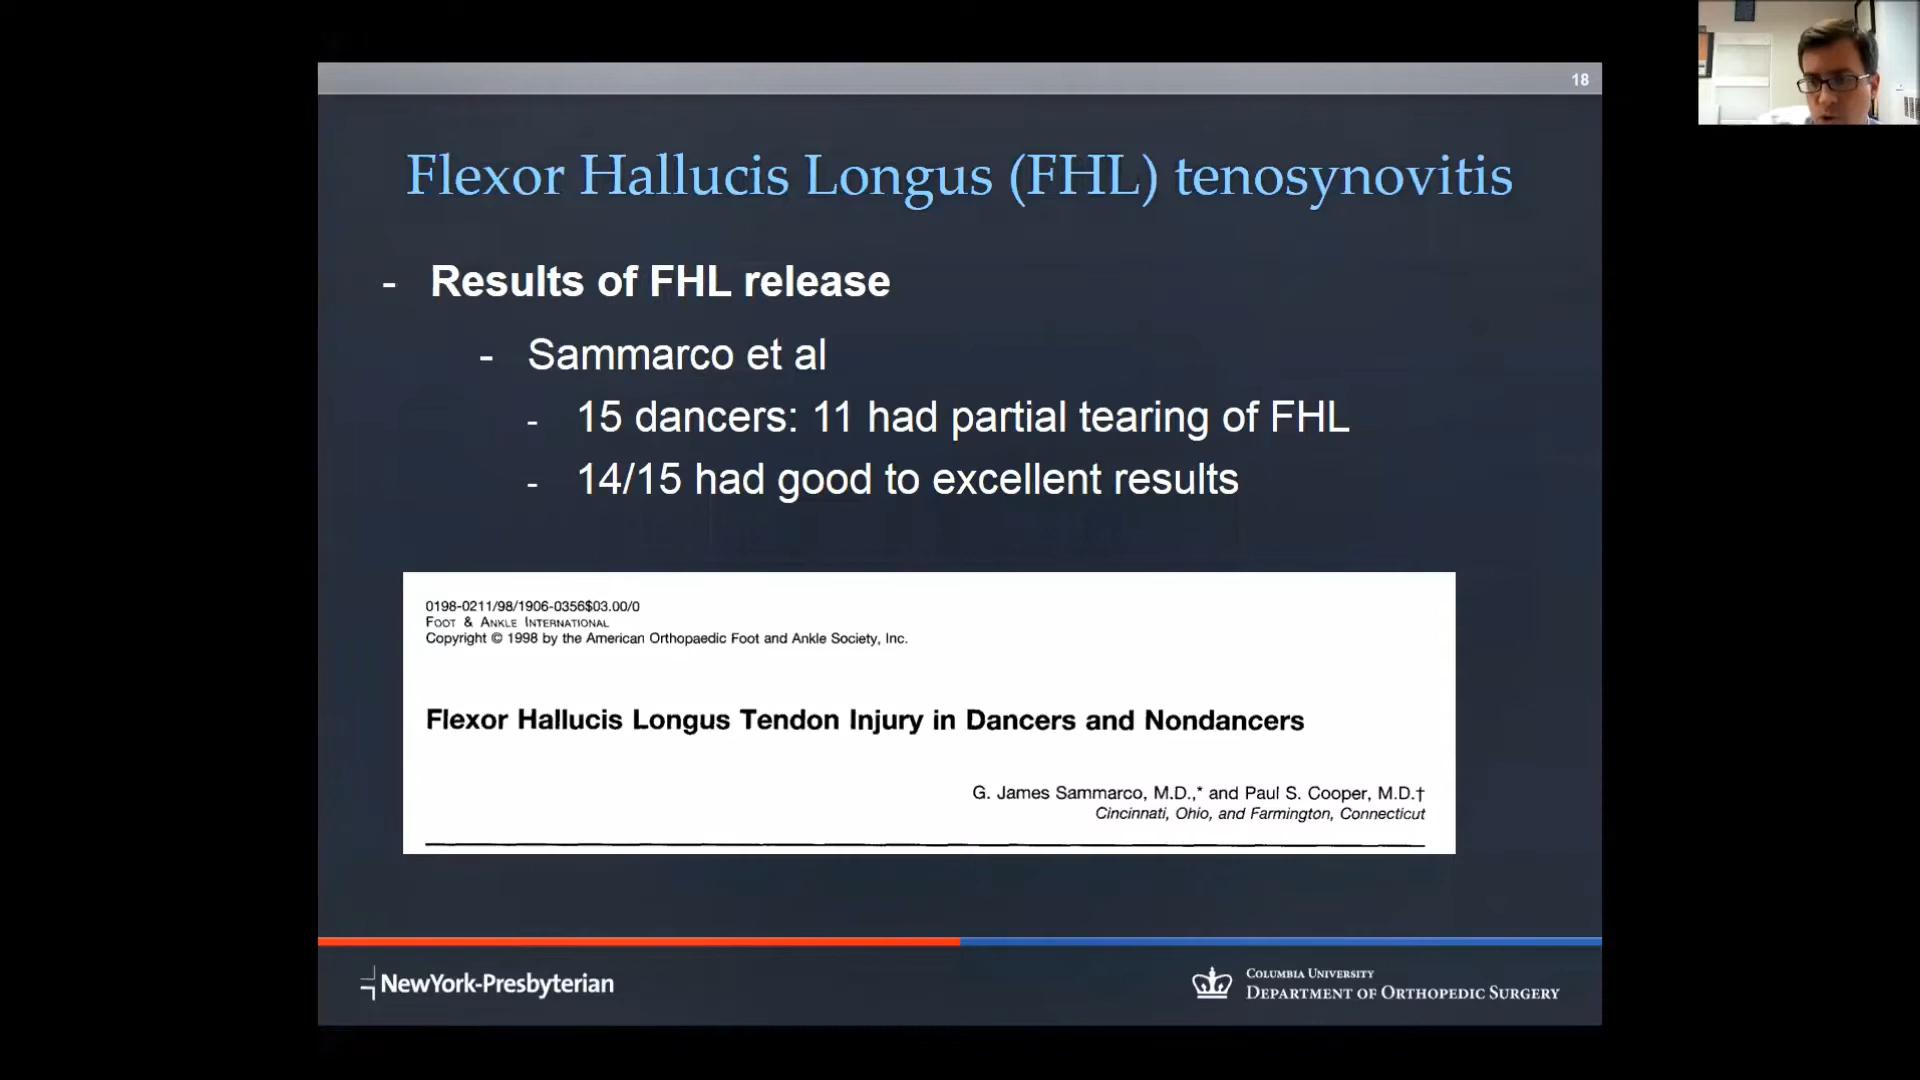 18
Flexor Hallucis Longus (FHL) tenosynovitis
- Results of FHL release
- Sammarco et al
- 15 dancers: 11 had partial tearing of FHL
- 14/15 had good to excellent results
0198-0211/98/1906-0356$03.00/0
FOOT & ANKLE INTERNATIONAL
Copyright © 1998 by the American Orthopaedic Foot and Ankle Society, Inc.
Flexor Hallucis Longus Tendon Injury in Dancers and Nondancers
G. James Sammarco, M.D.,* and Paul S. Cooper, M.D.†
Cincinnati, Ohio, and Farmington, Connecticut
NewYork-Presbyterian
COLUMBIA UNIVERSITY
DEPARTMENT OF ORTHOPEDIC SURGERY